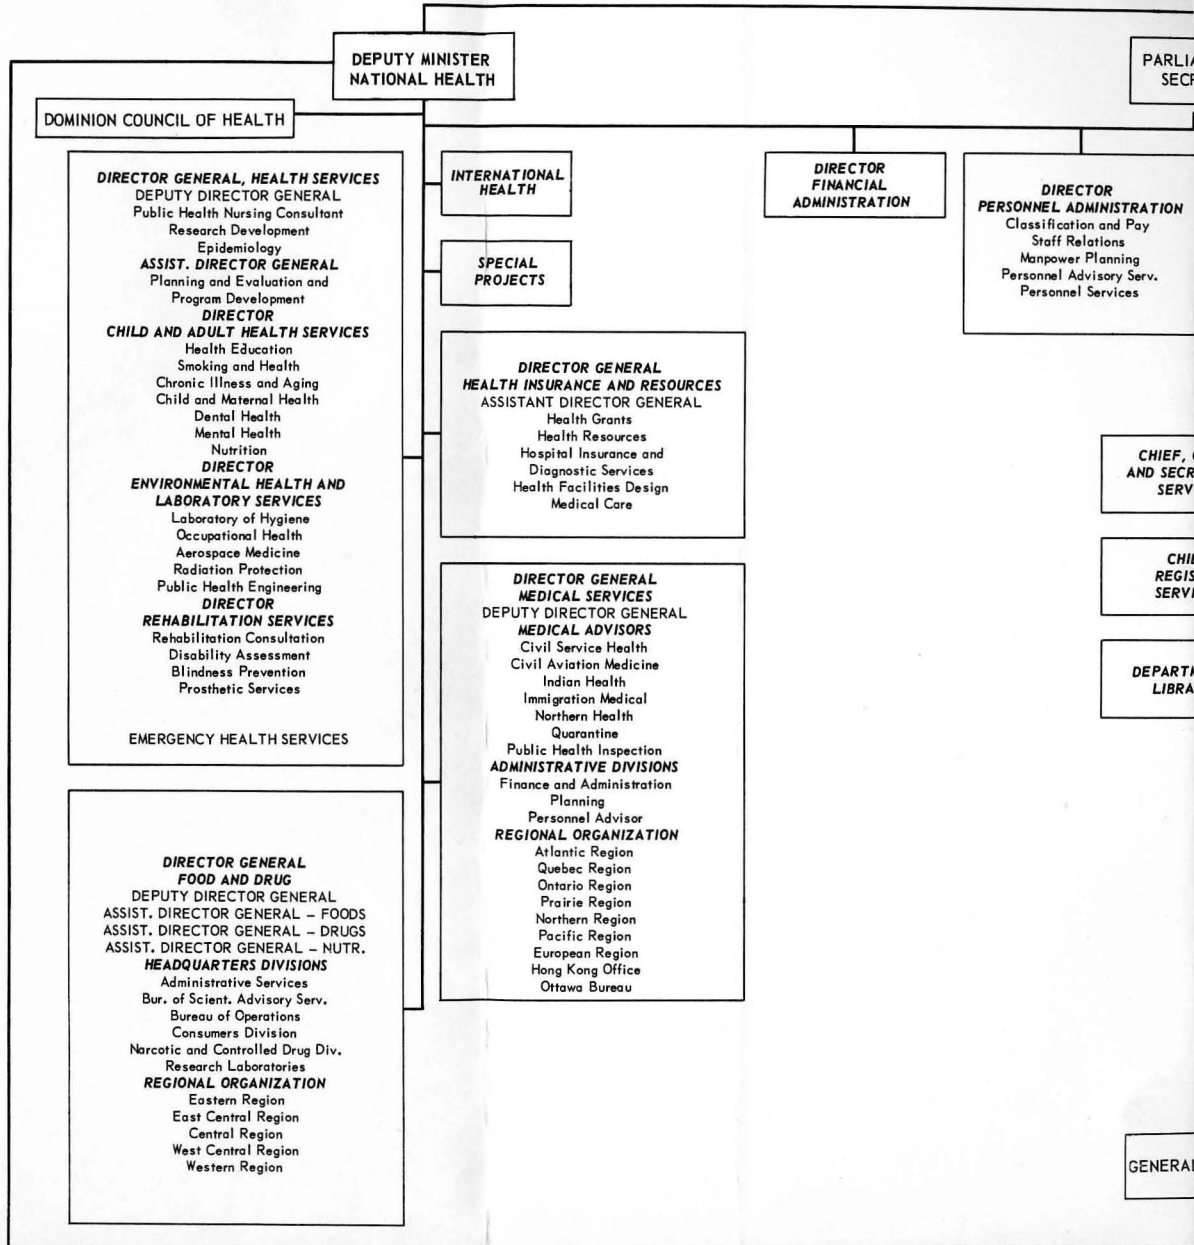 DEPUTY MINISTER
NATIONAL HEALTH
DOMINION COUNCIL OF HEALTH
DIRECTOR GENERAL, HEALTH SERVICES
DEPUTY DIRECTOR GENERAL
Public Health Nursing Consultant
Research Development
Epidemiology
ASSIST. DIRECTOR GENERAL
Planning and Evaluation and
Program Development
DIRECTOR
CHILD AND ADULT HEALTH SERVICES
Health Education
Smoking and Health
Chronic Illness and Aging
Child and Maternal Health
Dental Health
Mental Health
Nutrition
DIRECTOR
ENVIRONMENTAL HEALTH AND
LABORATORY SERVICES
Laboratory of Hygiene
Occupational Health
Aerospace Medicine
Radiation Protection
Public Health Engineering
DIRECTOR
REHABILITATION SERVICES
Rehabilitation Consultation
Disability Assessment
Blindness Prevention
Prosthetic Services
EMERGENCY HEALTH SERVICES
DIRECTOR GENERAL
FOOD AND DRUG
DEPUTY DIRECTOR GENERAL
ASSIST. DIRECTOR GENERAL – FOODS
ASSIST. DIRECTOR GENERAL – DRUGS
ASSIST. DIRECTOR GENERAL – NUTR.
HEADQUARTERS DIVISIONS
Administrative Services
Bur. of Scient. Advisory Serv.
Bureau of Operations
Consumers Division
Narcotic and Controlled Drug Div.
Research Laboratories
REGIONAL ORGANIZATION
Eastern Region
East Central Region
Central Region
West Central Region
Western Region
INTERNATIONAL
HEALTH
SPECIAL
PROJECTS
DIRECTOR GENERAL
HEALTH INSURANCE AND RESOURCES
ASSISTANT DIRECTOR GENERAL
Health Grants
Health Resources
Hospital Insurance and
Diagnostic Services
Health Facilities Design
Medical Care
DIRECTOR GENERAL
MEDICAL SERVICES
DEPUTY DIRECTOR GENERAL
MEDICAL ADVISORS
Civil Service Health
Civil Aviation Medicine
Indian Health
Immigration Medical
Northern Health
Quarantine
Public Health Inspection
ADMINISTRATIVE DIVISIONS
Finance and Administration
Planning
Personnel Advisor
REGIONAL ORGANIZATION
Atlantic Region
Quebec Region
Ontario Region
Prairie Region
Northern Region
Pacific Region
European Region
Hong Kong Office
Ottawa Bureau
DIRECTOR
FINANCIAL
ADMINISTRATION
DIRECTOR
PERSONNEL ADMINISTRATION
Classification and Pay
Staff Relations
Manpower Planning
Personnel Advisory Serv.
Personnel Services
PARLIA
SECR
CHIEF,
AND SECR
SERV
CHI
REGIS
SERVI
DEPARTM
LIBRA
GENERAL